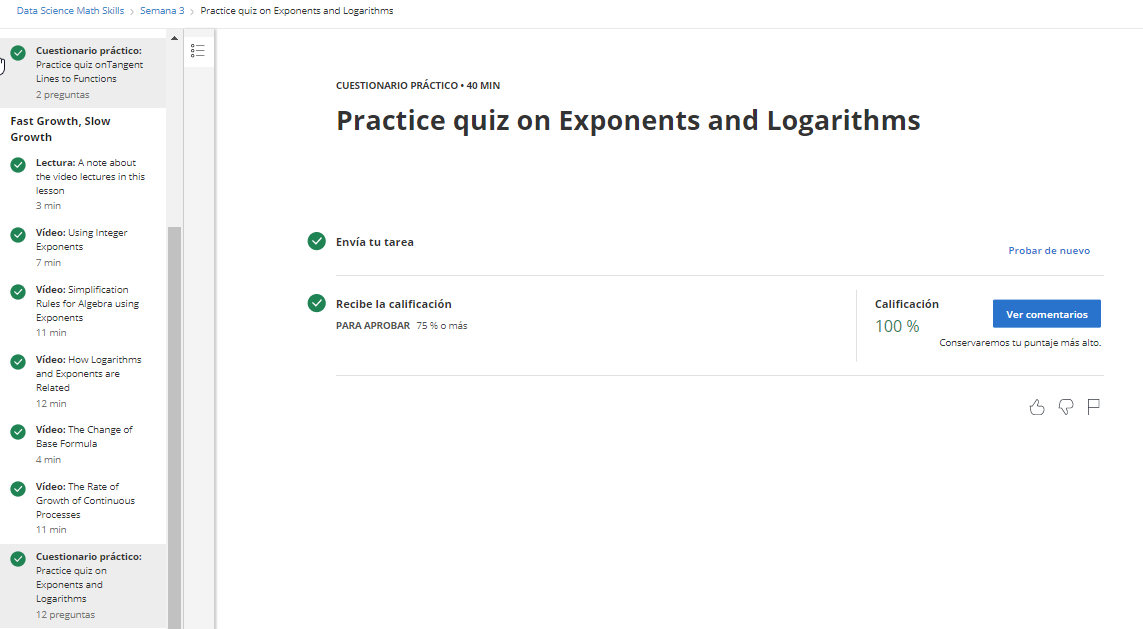 Data Science Math Skills > Semana 3 > Practice quiz on Exponents and Logarithms
Cuestionario práctico:
Practice quiz onTangent
Lines to Functions
2 preguntas
Fast Growth, Slow
Growth
Lectura: A note about
the video lectures in this
lesson
3 min
Vídeo: Using Integer
Exponents
7 min
Vídeo: Simplification
Rules for Algebra using
Exponents
11 min
Vídeo: How Logarithms
and Exponents are
Related
12 min
Vídeo: The Change of
Base Formula
4 min
Vídeo: The Rate of
Growth of Continuous
Processes
11 min
Cuestionario práctico:
Practice quiz on
Exponents and
Logarithms
12 preguntas
CUESTIONARIO PRÁCTICO • 40 MIN
Practice quiz on Exponents and Logarithms
Envía tu tarea
Probar de nuevo
Recibe la calificación
PARA APROBAR 75 % o más
Calificación
100 %
Ver comentarios
Conservaremos tu puntaje más alto.